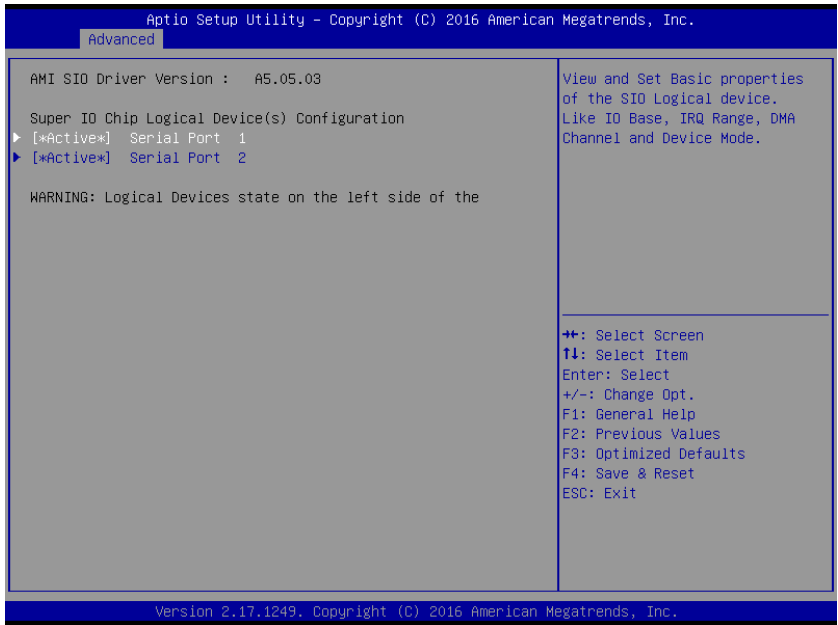 Aptio Setup Utility – Copyright (C) 2016 American Megatrends, Inc.
Advanced
AMI SIO Driver Version :   A5.05.03
Super IO Chip Logical Device(s) Configuration
▶ [*Active*]  Serial Port  1
▶ [*Active*]  Serial Port  2
WARNING: Logical Devices state on the left side of the
View and Set Basic properties
of the SIO Logical device.
Like IO Base, IRQ Range, DMA
Channel and Device Mode.
→←: Select Screen
↑↓: Select Item
Enter: Select
+/-: Change Opt.
F1: General Help
F2: Previous Values
F3: Optimized Defaults
F4: Save & Reset
ESC: Exit
Version 2.17.1249. Copyright (C) 2016 American Megatrends, Inc.